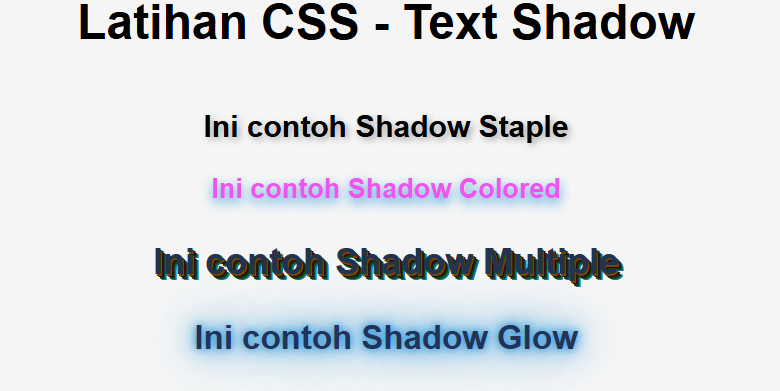 Latihan CSS - Text Shadow
Ini contoh Shadow Staple
Ini contoh Shadow Colored
Ini contoh Shadow Multiple
Ini contoh Shadow Glow